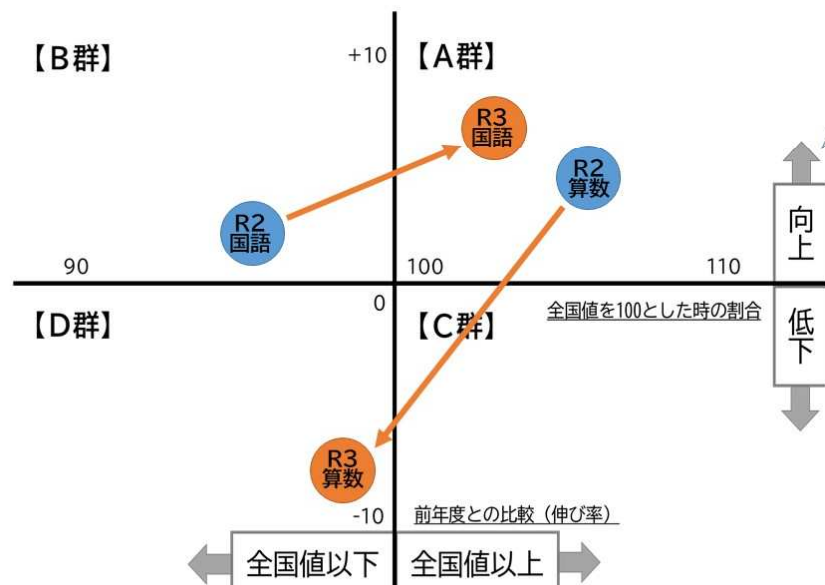 【B群】
+10
【A群】
R3
国語
R2
算数
R2
国語
向上
90
100
110
0
【D群】
【C群】
全国値を100とした時の割合
低下
R3
算数
-10
前年度との比較（伸び率）
全国値以下
全国値以上